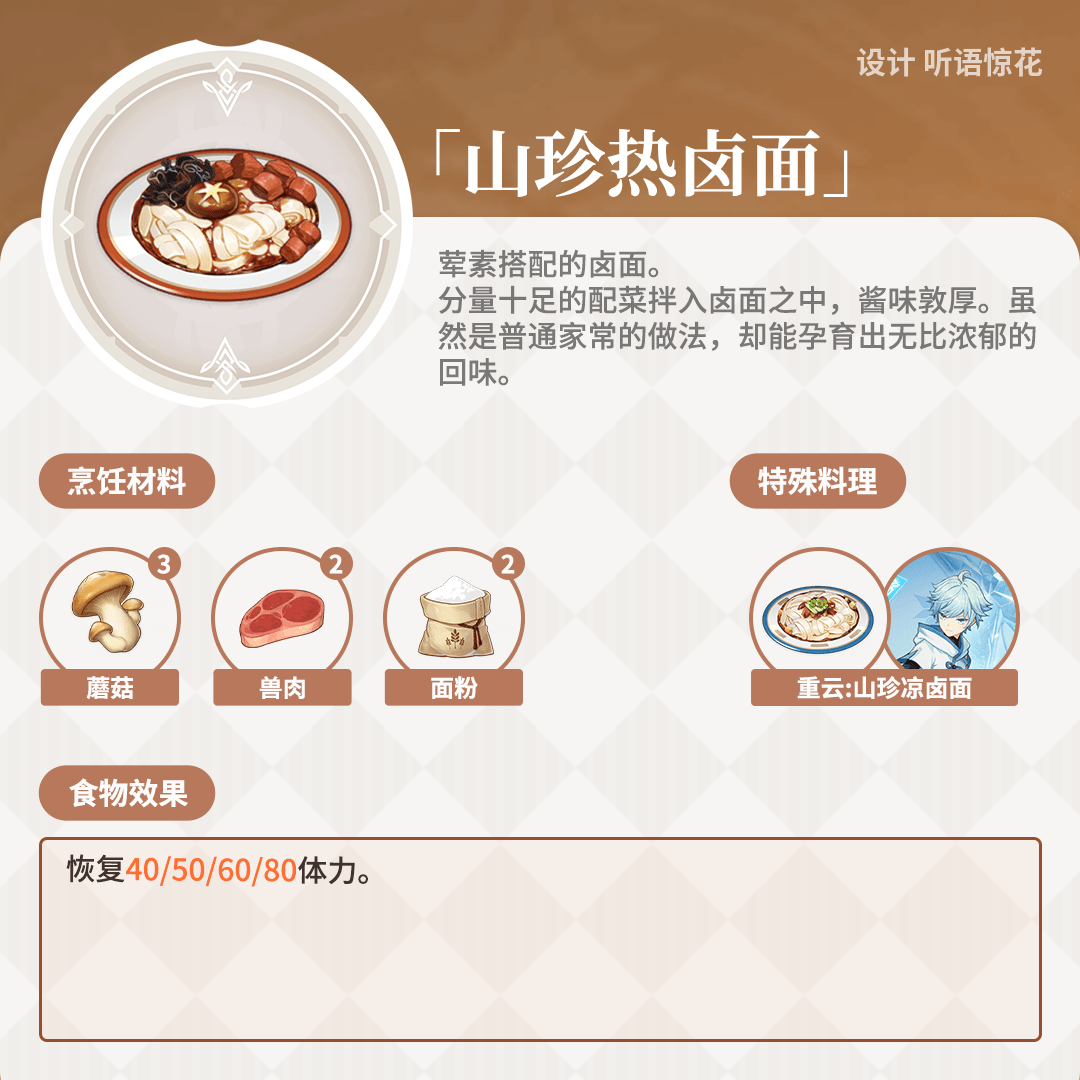 设计 听语惊花
「山珍热卤面」
荤素搭配的卤面。
分量十足的配菜拌入卤面之中，酱味敦厚。虽
然是普通家常的做法，却能孕育出无比浓郁的
回味。
烹饪材料
特殊料理
3
2
2
蘑菇
兽肉
面粉
重云:山珍凉卤面
食物效果
恢复40/50/60/80体力。